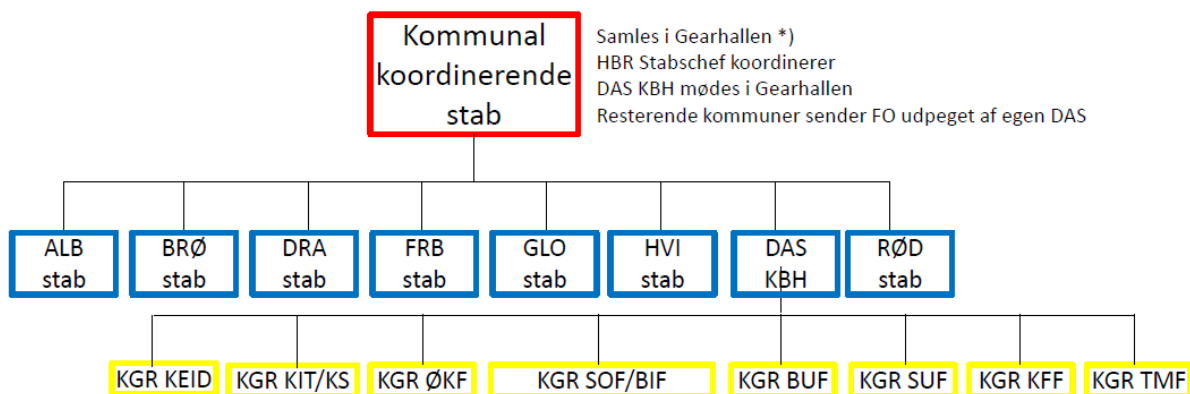 Kommunal
koordinerende
stab
Samles i Gearhallen *)
HBR Stabschef koordinerer
DAS KBH mødes i Gearhallen
Resterende kommuner sender FO udpeget af egen DAS
ALB
stab
BRØ
stab
DRA
stab
FRB
stab
GLO
stab
HVI
stab
DAS
KBH
RØD
stab
KGR KEID
KGR KIT/KS
KGR ØKF
KGR SOF/BIF
KGR BUF
KGR SUF
KGR KFF
KGR TMF